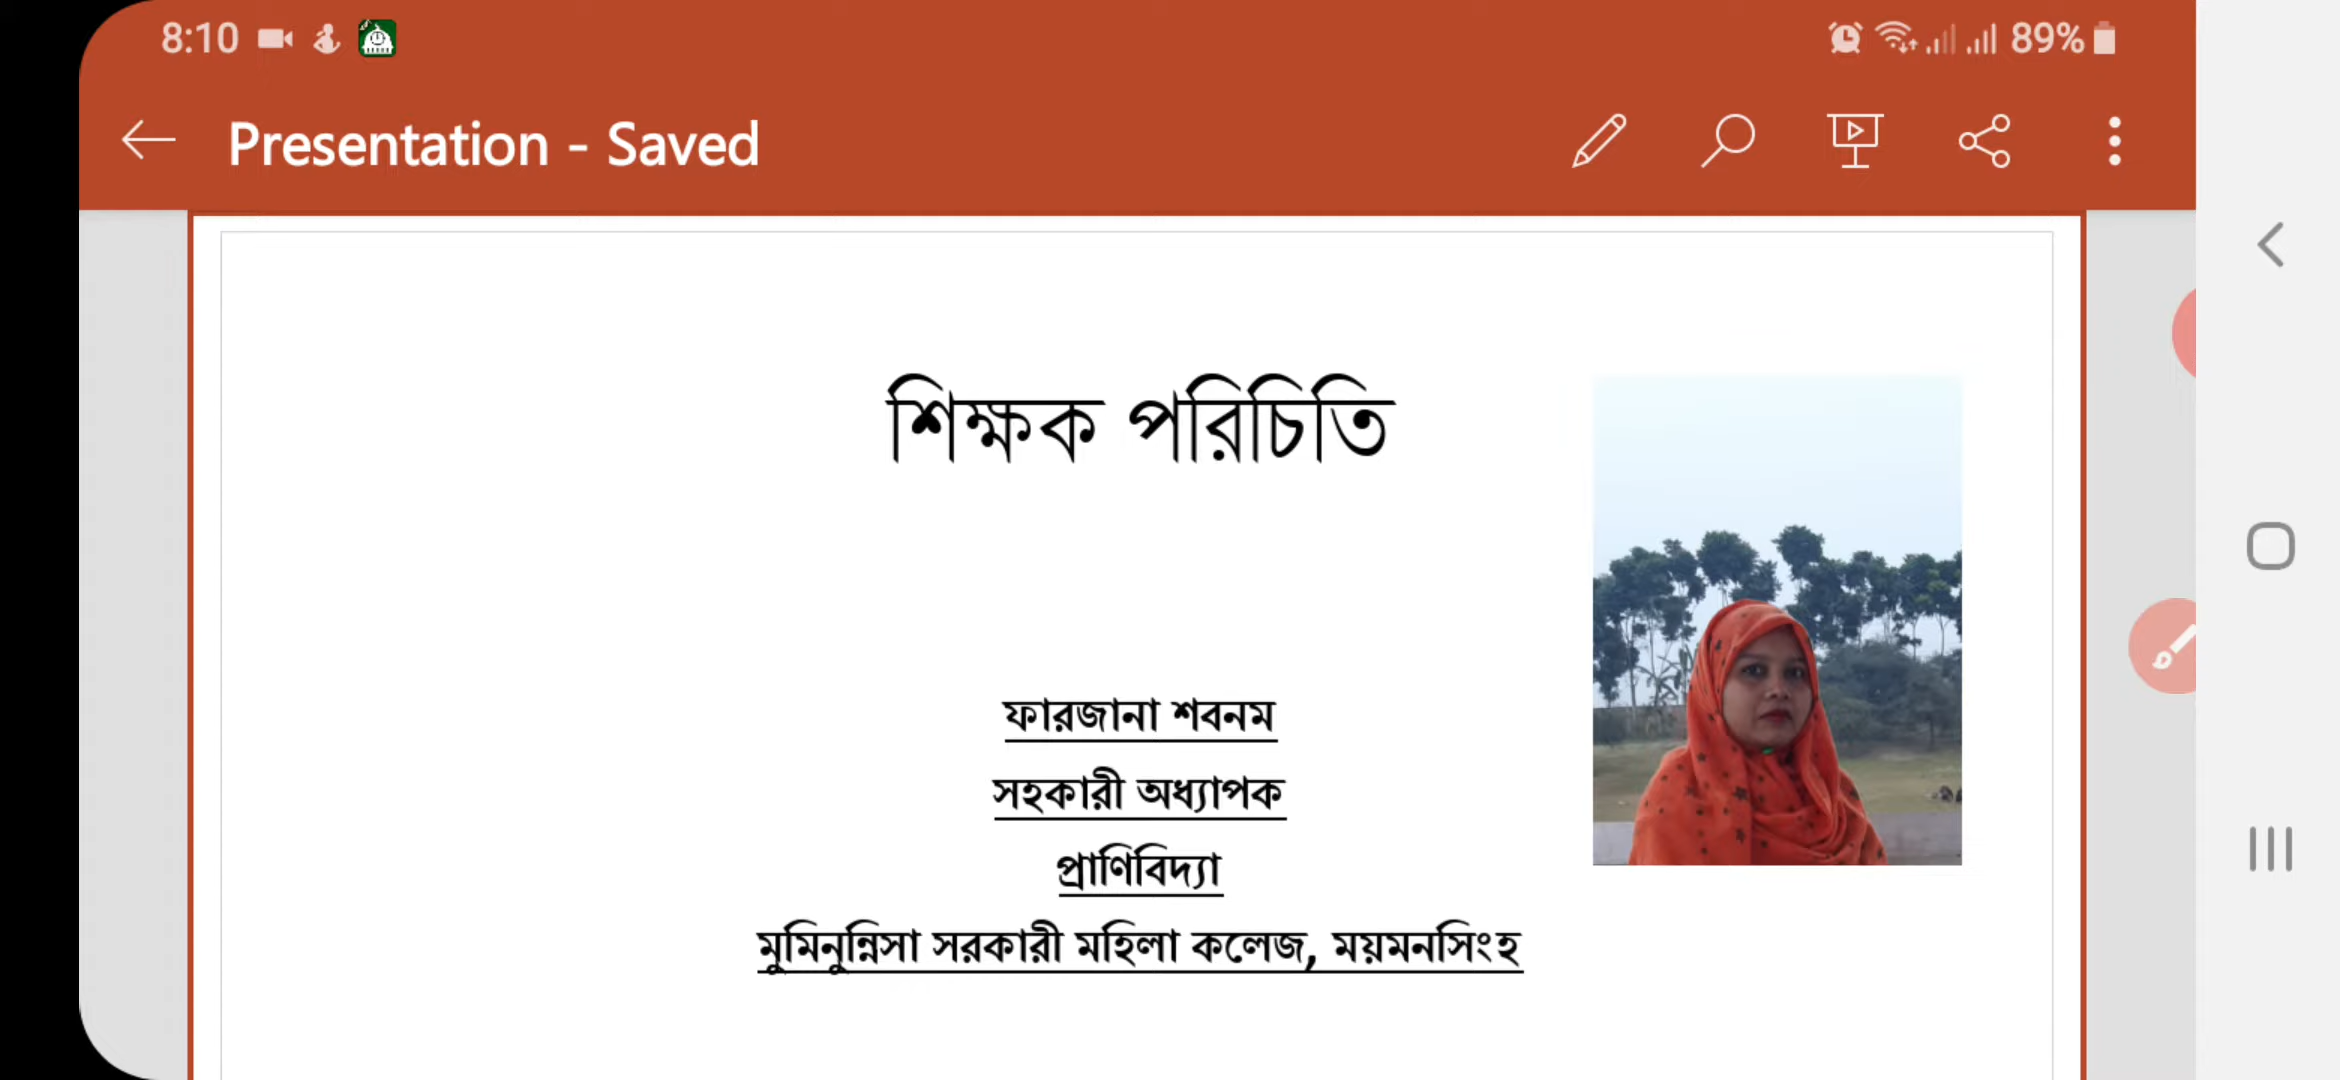 8:10
89%
Presentation - Saved
শিক্ষক পরিচিতি
ফারজানা শবনম
সহকারী অধ্যাপক
প্রাণিবিদ্যা
মুমিনুন্নিসা সরকারী মহিলা কলেজ, ময়মনসিংহ